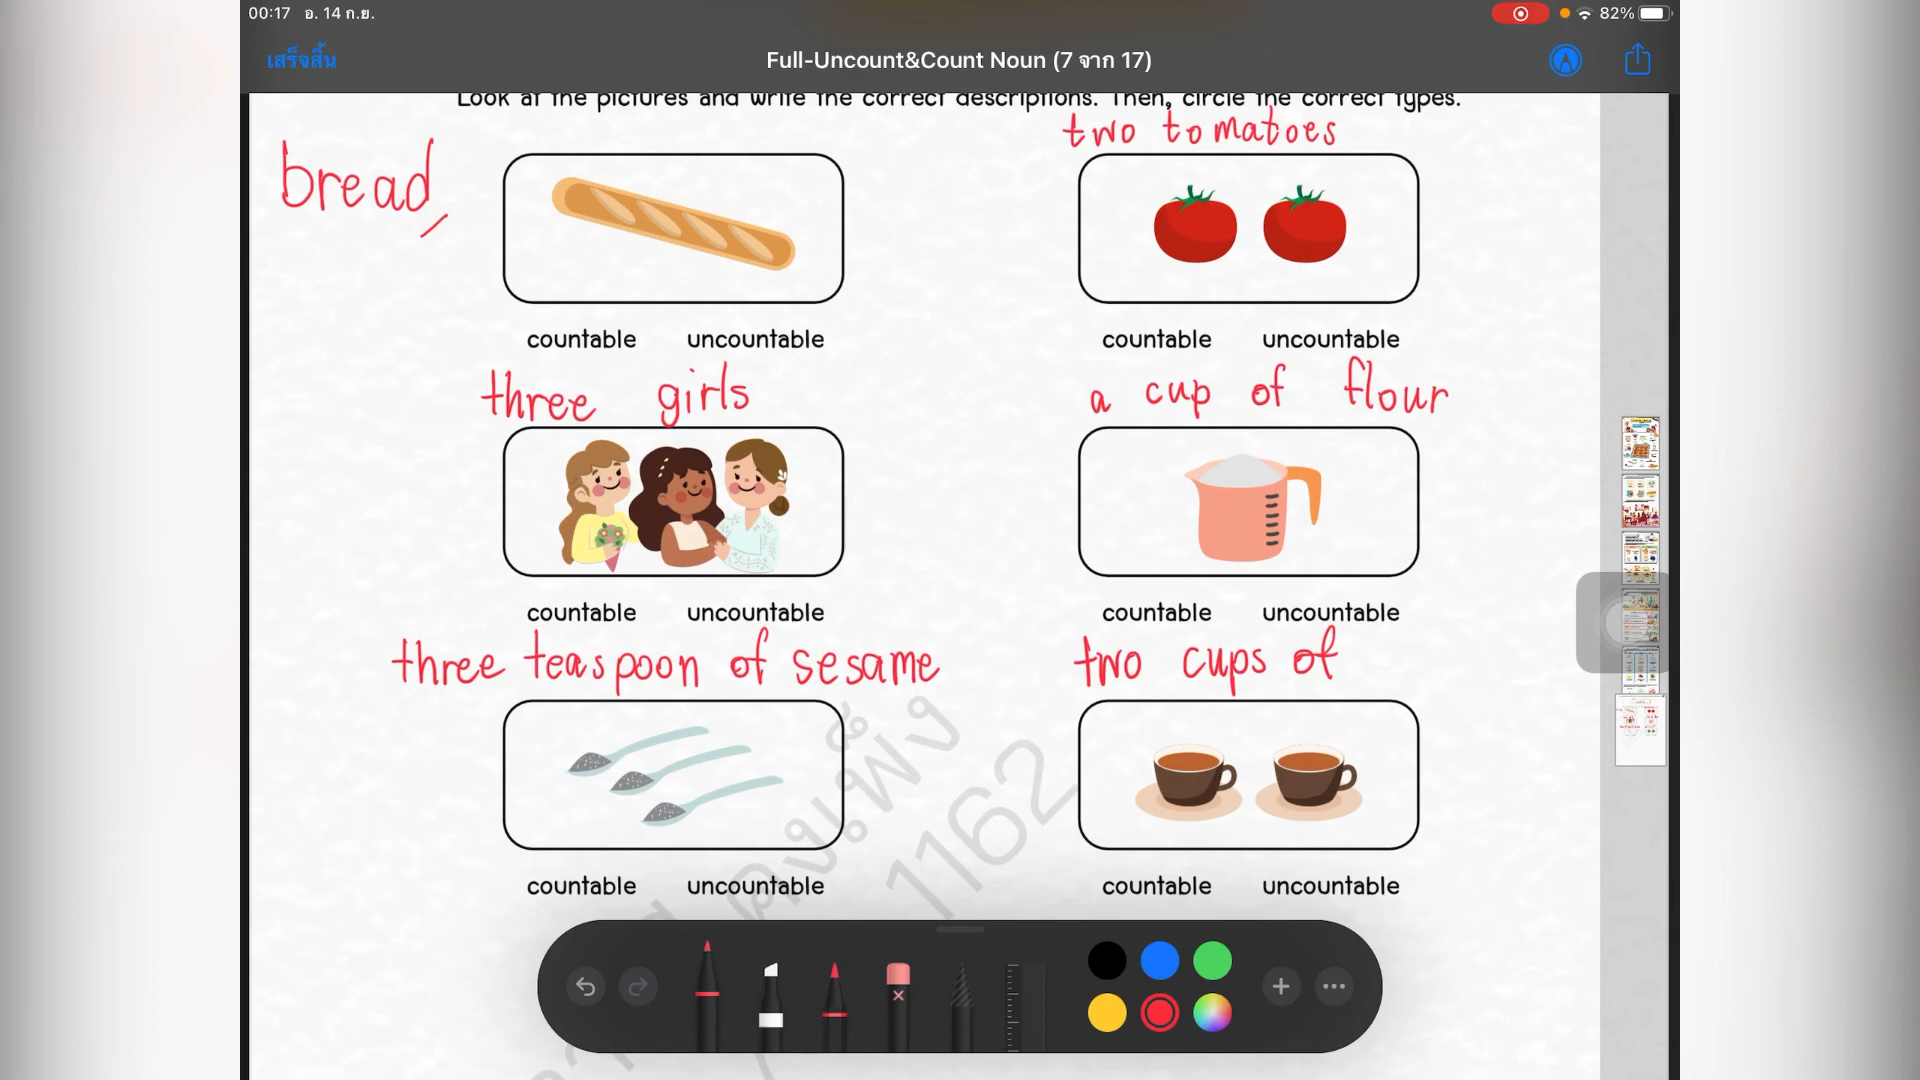 00:17 อ. 14 ก.ย. 82%
เสร็จสิ้น Full-Uncount&Count Noun (7 จาก 17)
Look at the pictures and write the correct descriptions. Then, circle the correct types.
bread two tomatoes
countable uncountable countable uncountable
three girls a cup of flour
countable uncountable countable uncountable
three teaspoon of sesame two cups of
countable uncountable countable uncountable
1162